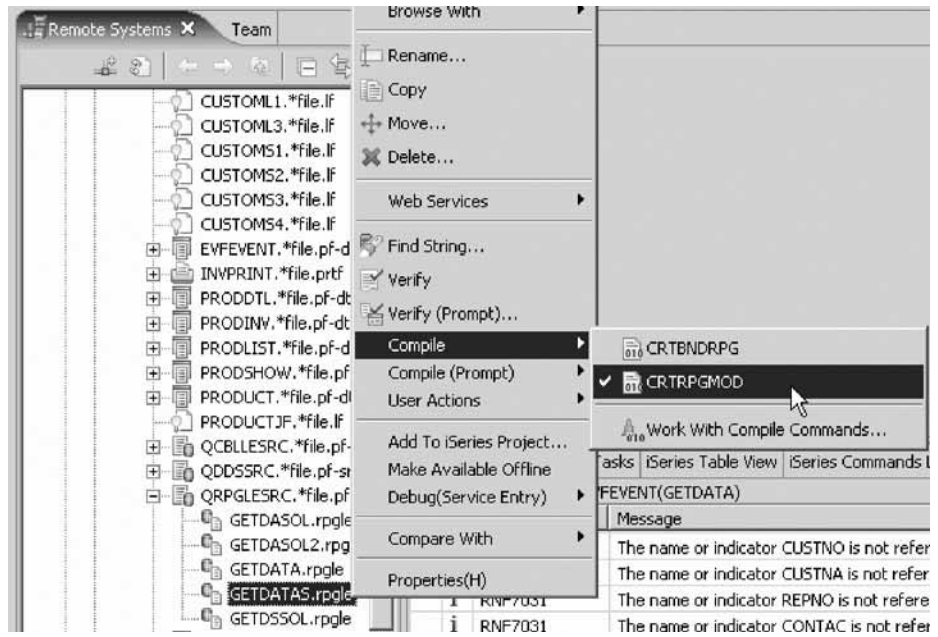 Remote Systems
Team
CUSTOML1.*file.lf
CUSTOML3.*file.lf
CUSTOMS1.*file.lf
CUSTOMS2.*file.lf
CUSTOMS3.*file.lf
CUSTOMS4.*file.lf
EVFEVENT.*file.pf-d
INVPRINT.*file.prtf
PRODDTL.*file.pf-dt
PRODINV.*file.pf-dt
PRODLIST.*file.pf-d
PRODSHOW.*file.pf
PRODUCT.*file.pf-dt
PRODUCTJF.*file.lf
QCBLLESRC.*file.pf-
QDDSSRC.*file.pf-sr
QRPGLESRC.*file.pf
GETDASOL.rpgle
GETDASOL2.rpg
GETDATA.rpgle
GETDATAS.rpgle
GETDSSOL.rpgle
Browse With
Rename...
Copy
Move...
Delete...
Web Services
Find String...
Verify
Verify (Prompt)...
Compile
Compile (Prompt)
User Actions
Add To iSeries Project...
Make Available Offline
Debug(Service Entry)
Compare With
Properties(H)
CRTBNDRPG
CRTRPGMOD
Work With Compile Commands...
asks iSeries Table View iSeries Commands L
FEVENT(GETDATA)
Message
The name or indicator CUSTNO is not refer
The name or indicator CUSTNA is not refer
i RNF7031 The name or indicator REPNO is not refere
i RNF7031 The name or indicator CONTAC is not refer